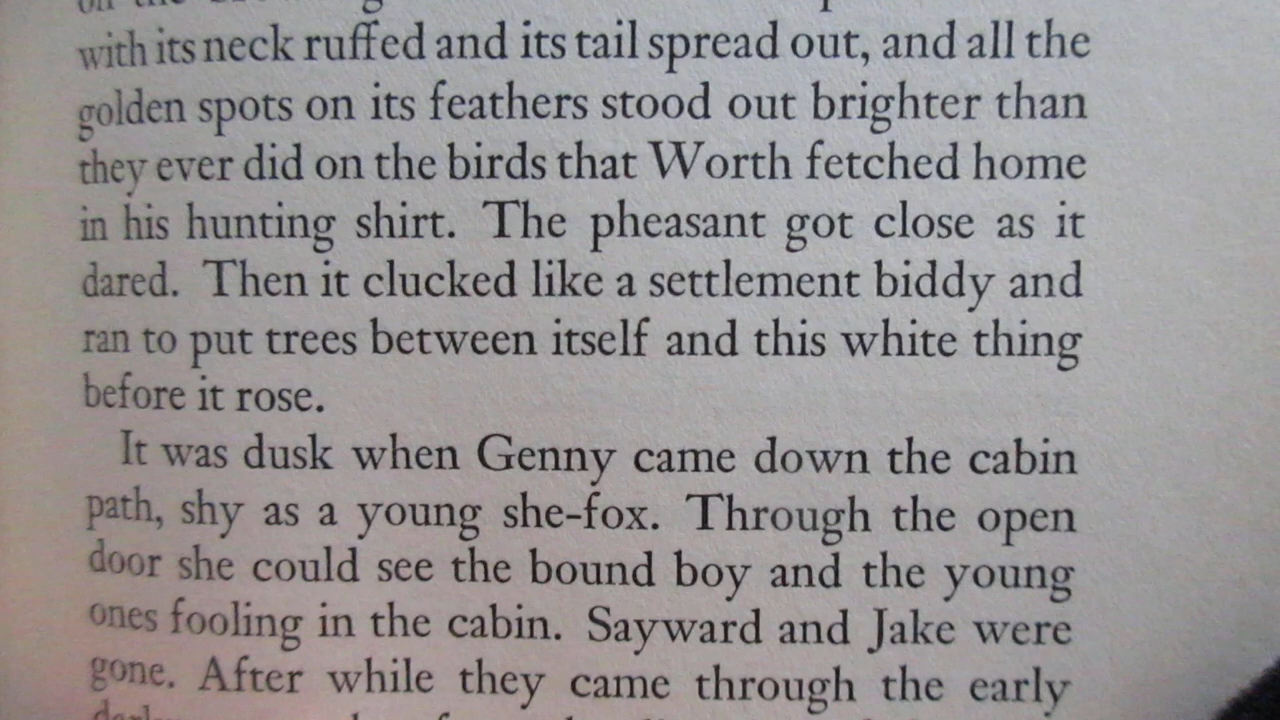 with its neck ruffed and its tail spread out, and all the
golden spots on its feathers stood out brighter than
they ever did on the birds that Worth fetched home
in his hunting shirt. The pheasant got close as it
dared. Then it clucked like a settlement biddy and
ran to put trees between itself and this white thing
before it rose.
It was dusk when Genny came down the cabin
path, shy as a young she-fox. Through the open
door she could see the bound boy and the young
ones fooling in the cabin. Sayward and Jake were
gone. After while they came through the early